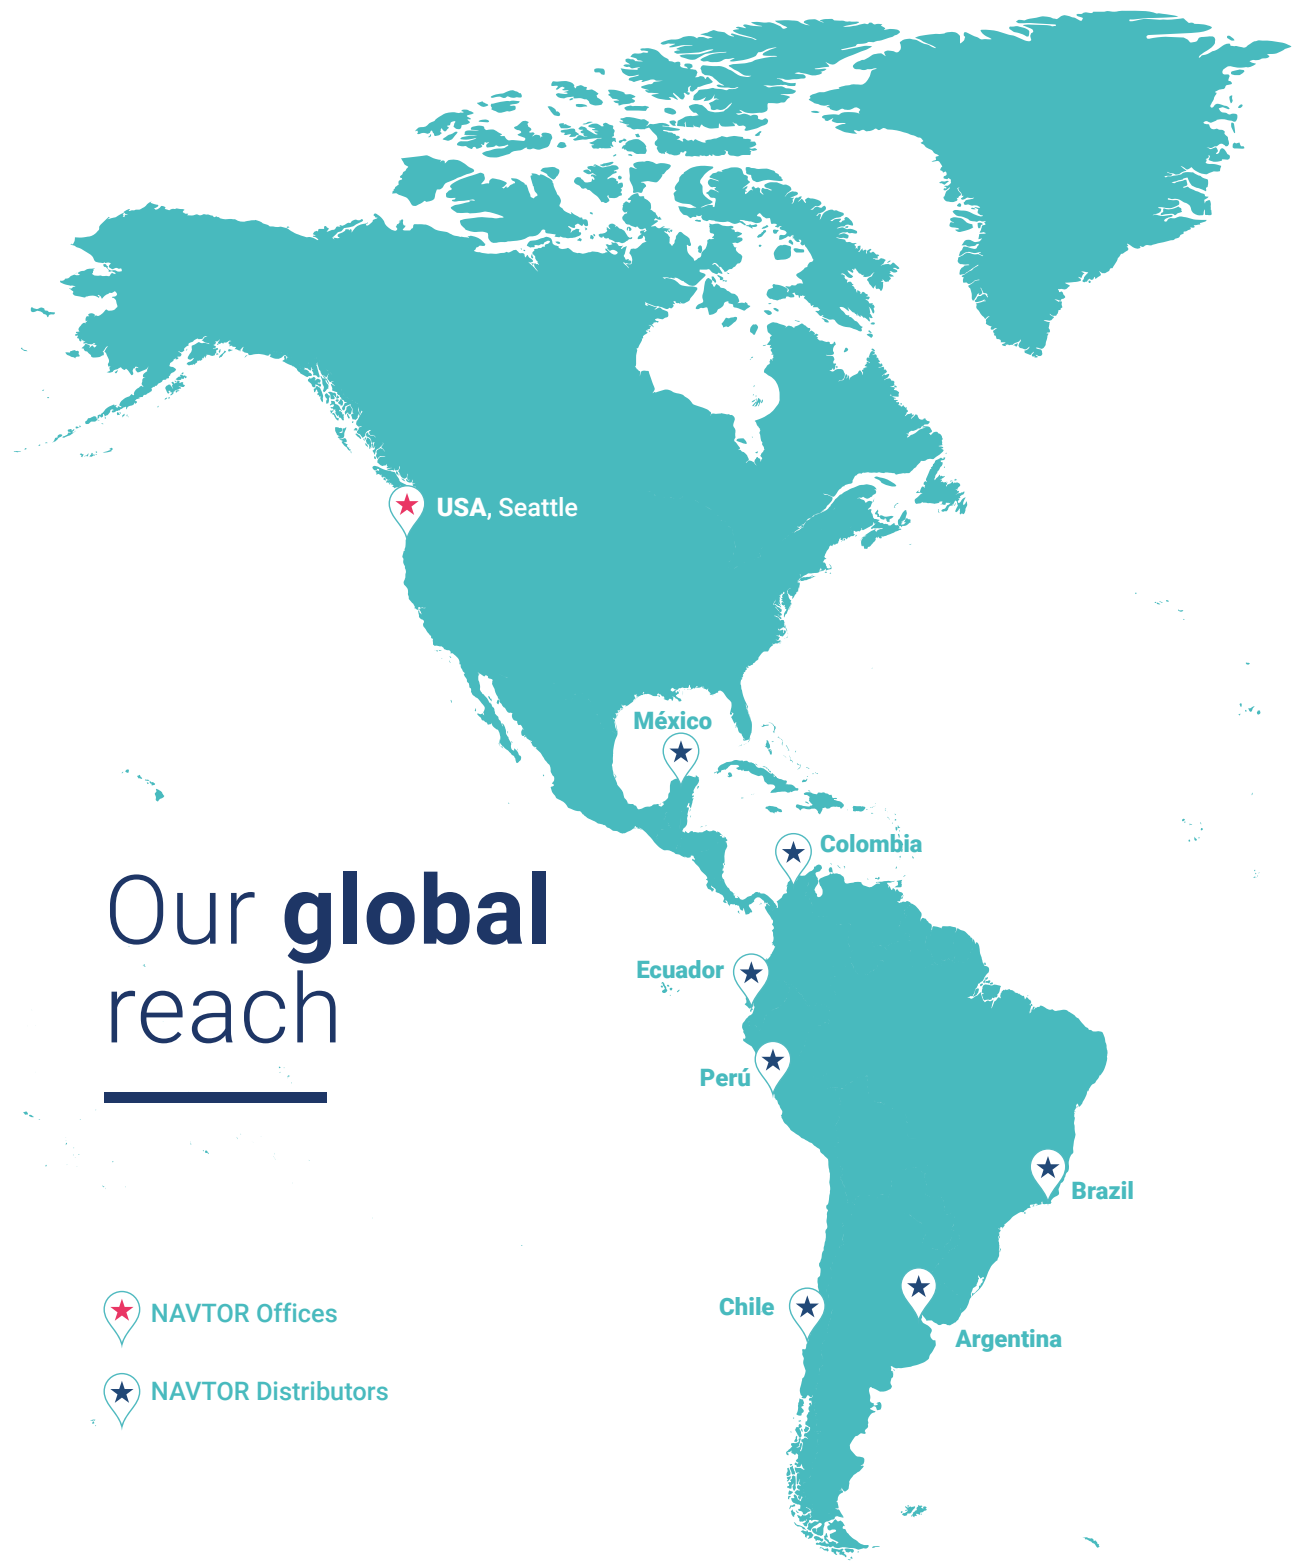 USA, Seattle
México
Colombia
Our global
reach
Ecuador
Perú
Brazil
Chile
NAVTOR Offices
Argentina
NAVTOR Distributors